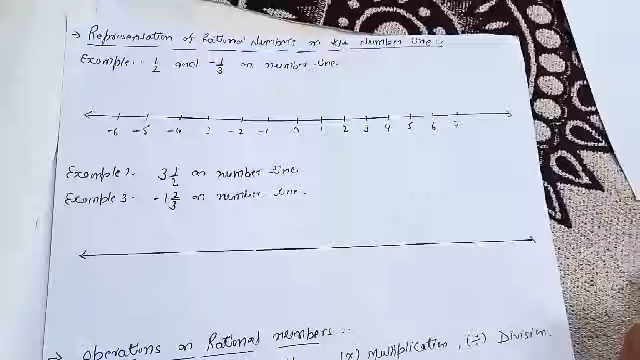 → Representation of Rational Numbers on the Number Line :-
Example :- 1/2 and -1/3 on number line.
-6 -5 -4 3 -2 -1 0 1 2 3 4 5 6 7
Example 2. 3 1/2 on number line.
Example 3. -1 2/3 on number line.
→ Operations on Rational numbers :-
(×) Multiplication, (÷) Division.